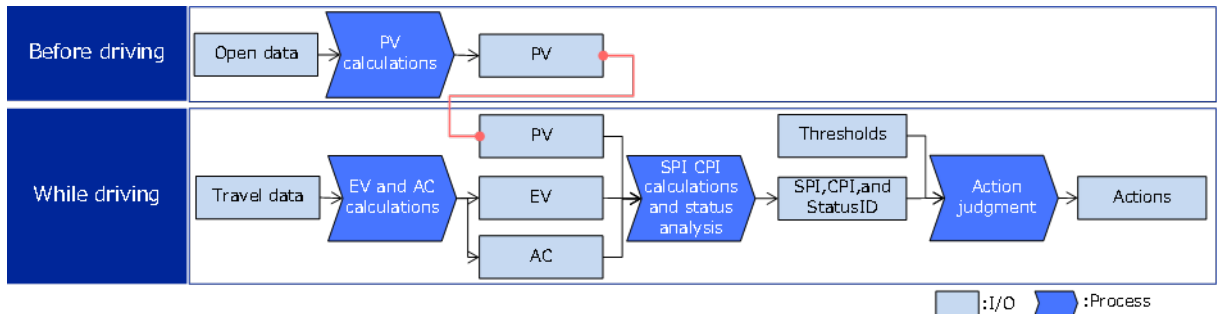 Before driving
Open data
PV
calculations
PV
While driving
Travel data
EV and AC
calculations
PV
EV
AC
SPI CPI
calculations
and status
analysis
Thresholds
SPI,CPI,and
StatusID
Action
judgment
Actions
:I/O
:Process